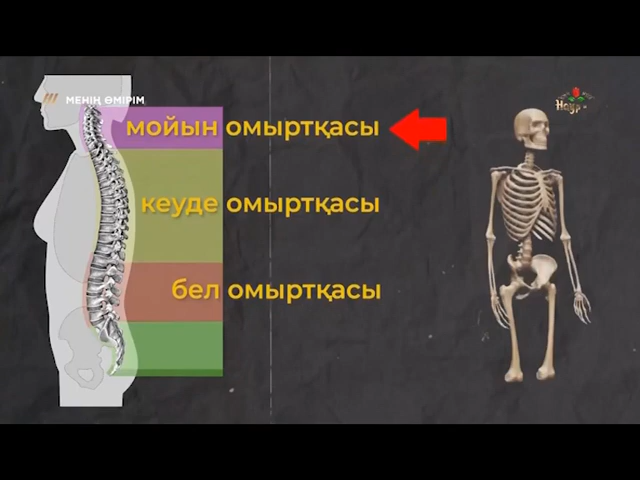 МЕНІҢ ӨМІРІМ
мойын омыртқасы
кеуде омыртқасы
бел омыртқасы